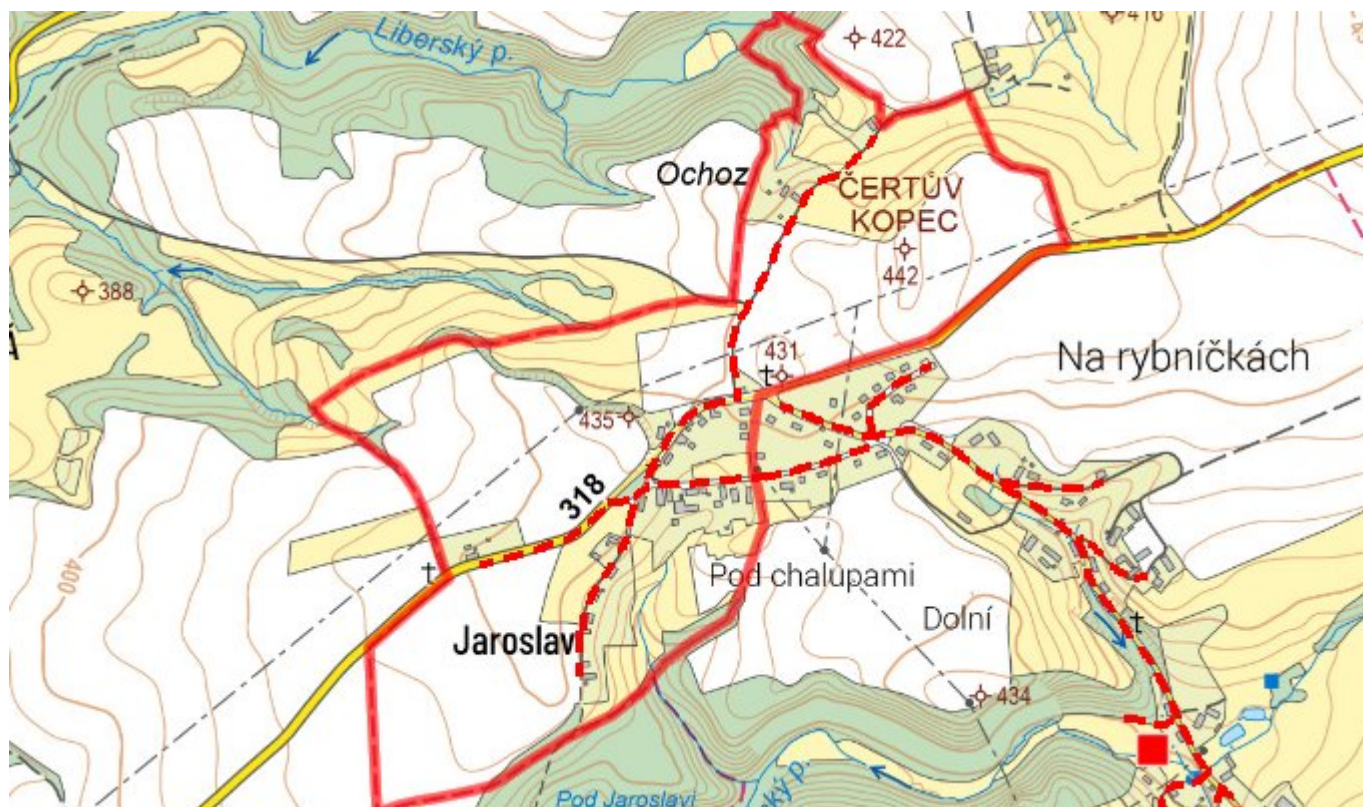 416
Liberský p.
422
Ochoz
ČERTŮV
KOPEC
442
388
431
Na rybníčkách
435
318
400
Pod chalupami
Jaroslav
Dolní
434
Pod Jaroslaví
ký p.